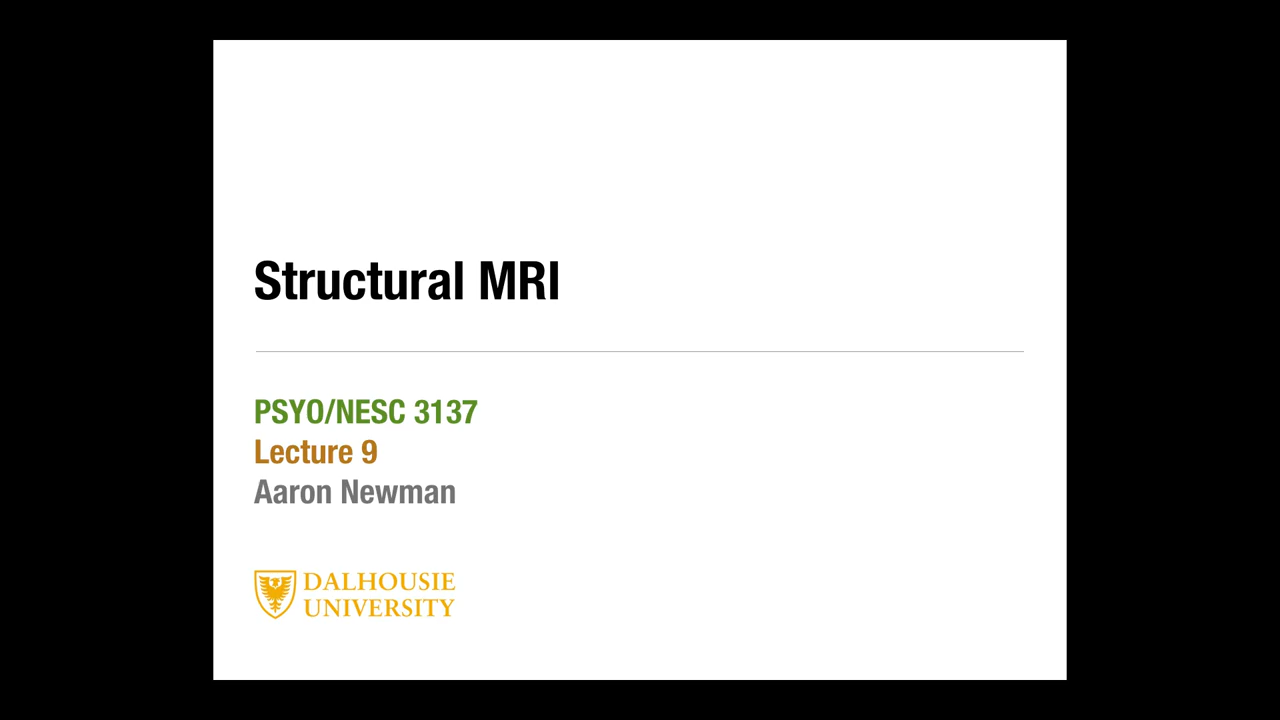 Structural MRI
PSYO/NESC 3137
Lecture 9
Aaron Newman
DALHOUSIE
UNIVERSITY